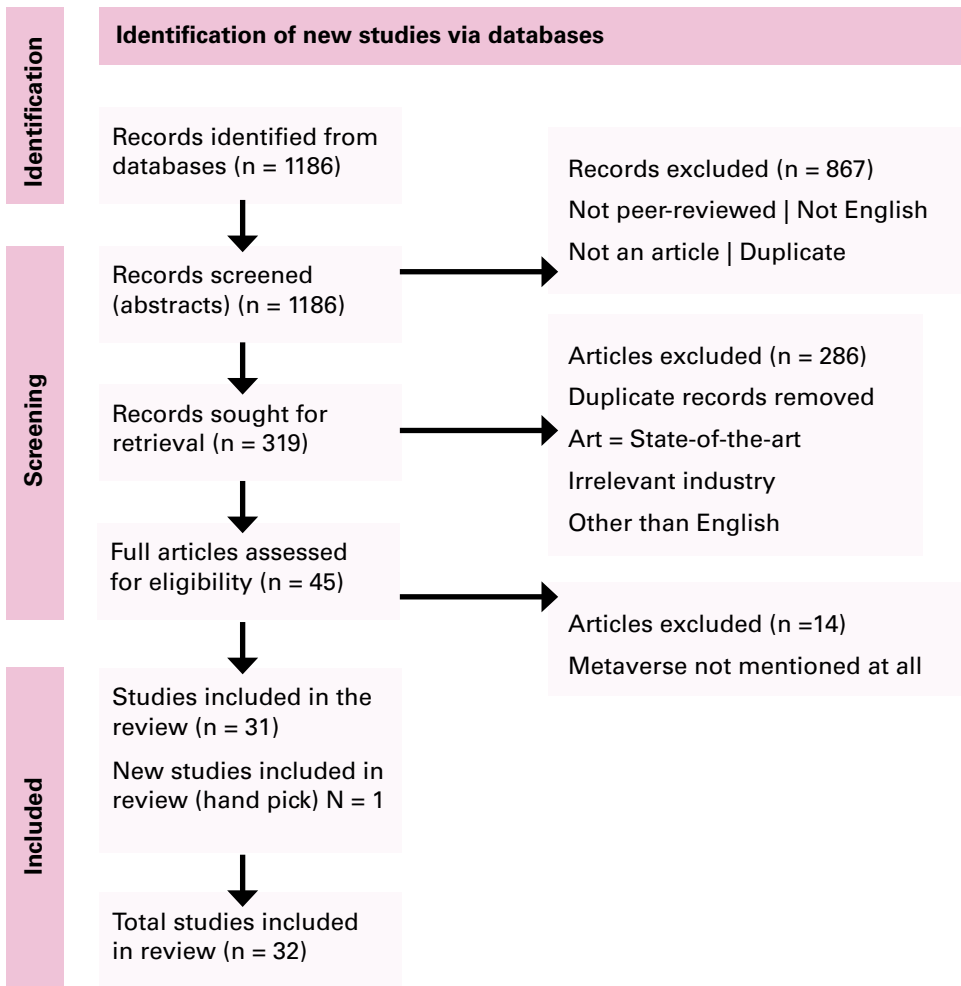 Identification of new studies via databases
Identification
Records identified from
databases (n = 1186)
Records excluded (n = 867)
Not peer-reviewed | Not English
Not an article | Duplicate
Screening
Records screened
(abstracts) (n = 1186)
Records sought for
retrieval (n = 319)
Articles excluded (n = 286)
Duplicate records removed
Art = State-of-the-art
Irrelevant industry
Other than English
Full articles assessed
for eligibility (n = 45)
Articles excluded (n =14)
Metaverse not mentioned at all
Included
Studies included in the
review (n = 31)
New studies included in
review (hand pick) N = 1
Total studies included
in review (n = 32)